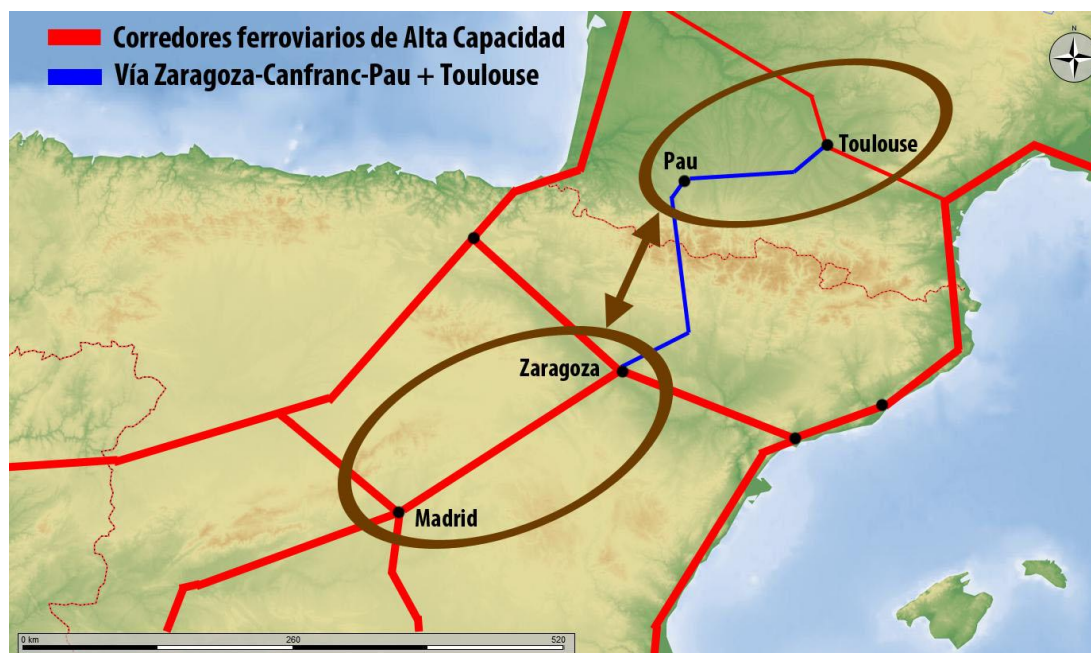 Corredores ferroviarios de Alta Capacidad
Vía Zaragoza-Canfranc-Pau + Toulouse
N
Toulouse
Pau
Zaragoza
Madrid
0 km 260 520